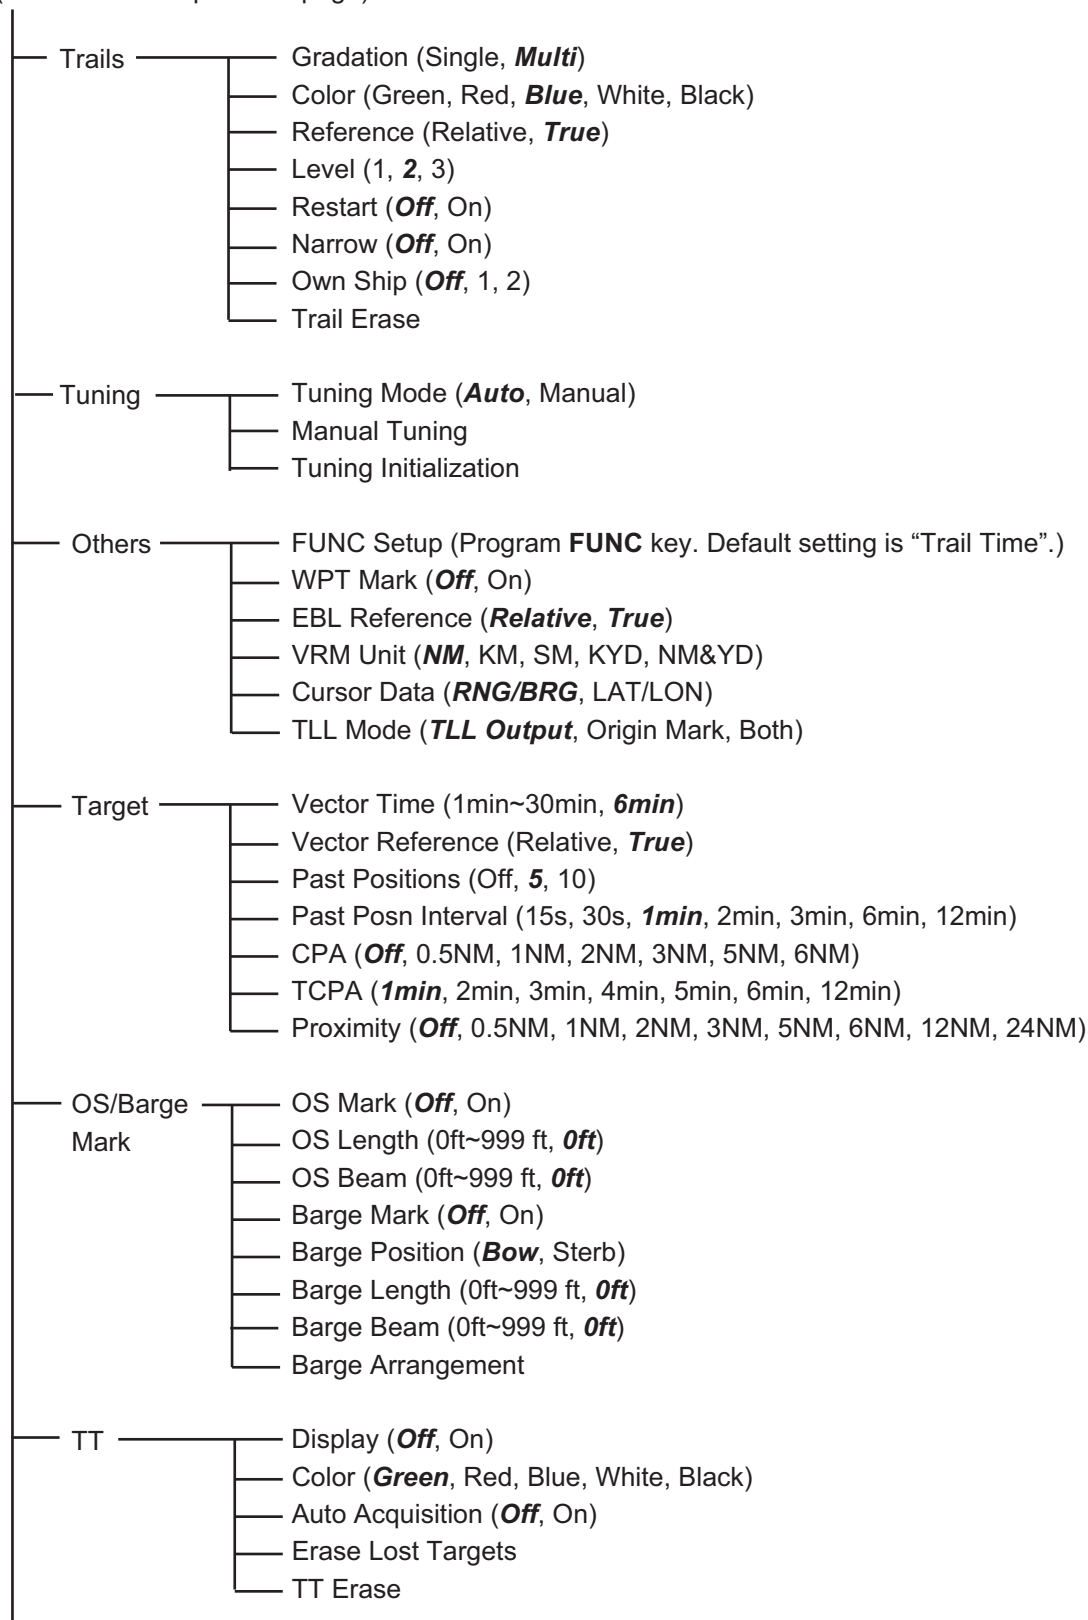 Trails Gradation (Single, Multi)
Color (Green, Red, Blue, White, Black)
Reference (Relative, True)
Level (1, 2, 3)
Restart (Off, On)
Narrow (Off, On)
Own Ship (Off, 1, 2)
Trail Erase
Tuning Tuning Mode (Auto, Manual)
Manual Tuning
Tuning Initialization
Others FUNC Setup (Program FUNC key. Default setting is “Trail Time”.)
WPT Mark (Off, On)
EBL Reference (Relative, True)
VRM Unit (NM, KM, SM, KYD, NM&YD)
Cursor Data (RNG/BRG, LAT/LON)
TLL Mode (TLL Output, Origin Mark, Both)
Target Vector Time (1min~30min, 6min)
Vector Reference (Relative, True)
Past Positions (Off, 5, 10)
Past Posn Interval (15s, 30s, 1min, 2min, 3min, 6min, 12min)
CPA (Off, 0.5NM, 1NM, 2NM, 3NM, 5NM, 6NM)
TCPA (1min, 2min, 3min, 4min, 5min, 6min, 12min)
Proximity (Off, 0.5NM, 1NM, 2NM, 3NM, 5NM, 6NM, 12NM, 24NM)
OS/Barge OS Mark (Off, On)
Mark OS Length (0ft~999 ft, 0ft)
OS Beam (0ft~999 ft, 0ft)
Barge Mark (Off, On)
Barge Position (Bow, Sterb)
Barge Length (0ft~999 ft, 0ft)
Barge Beam (0ft~999 ft, 0ft)
Barge Arrangement
TT Display (Off, On)
Color (Green, Red, Blue, White, Black)
Auto Acquisition (Off, On)
Erase Lost Targets
TT Erase